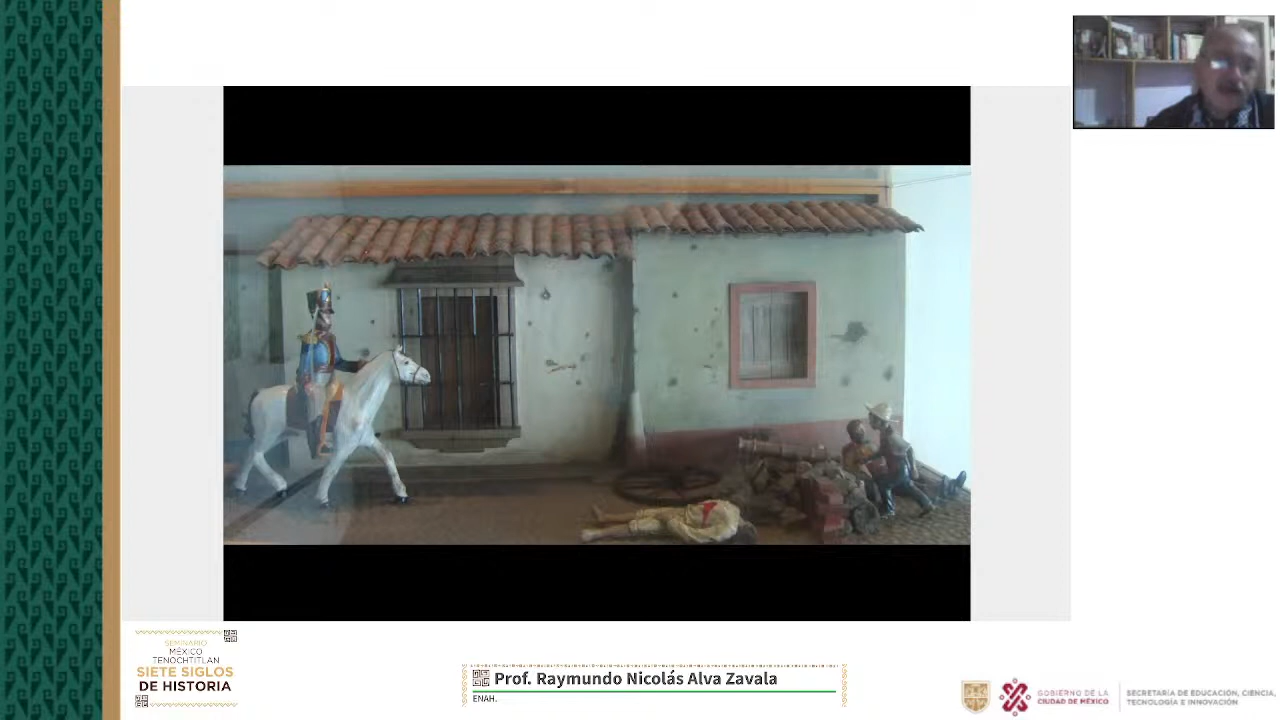 SEMINARIO
MÉXICO
TENOCHTITLAN
SIETE SIGLOS
DE HISTORIA
Prof. Raymundo Nicolás Alva Zavala
ENAH.
GOBIERNO DE LA
CIUDAD DE MÉXICO
SECRETARÍA DE EDUCACIÓN, CIENCIA,
TECNOLOGÍA E INNOVACIÓN